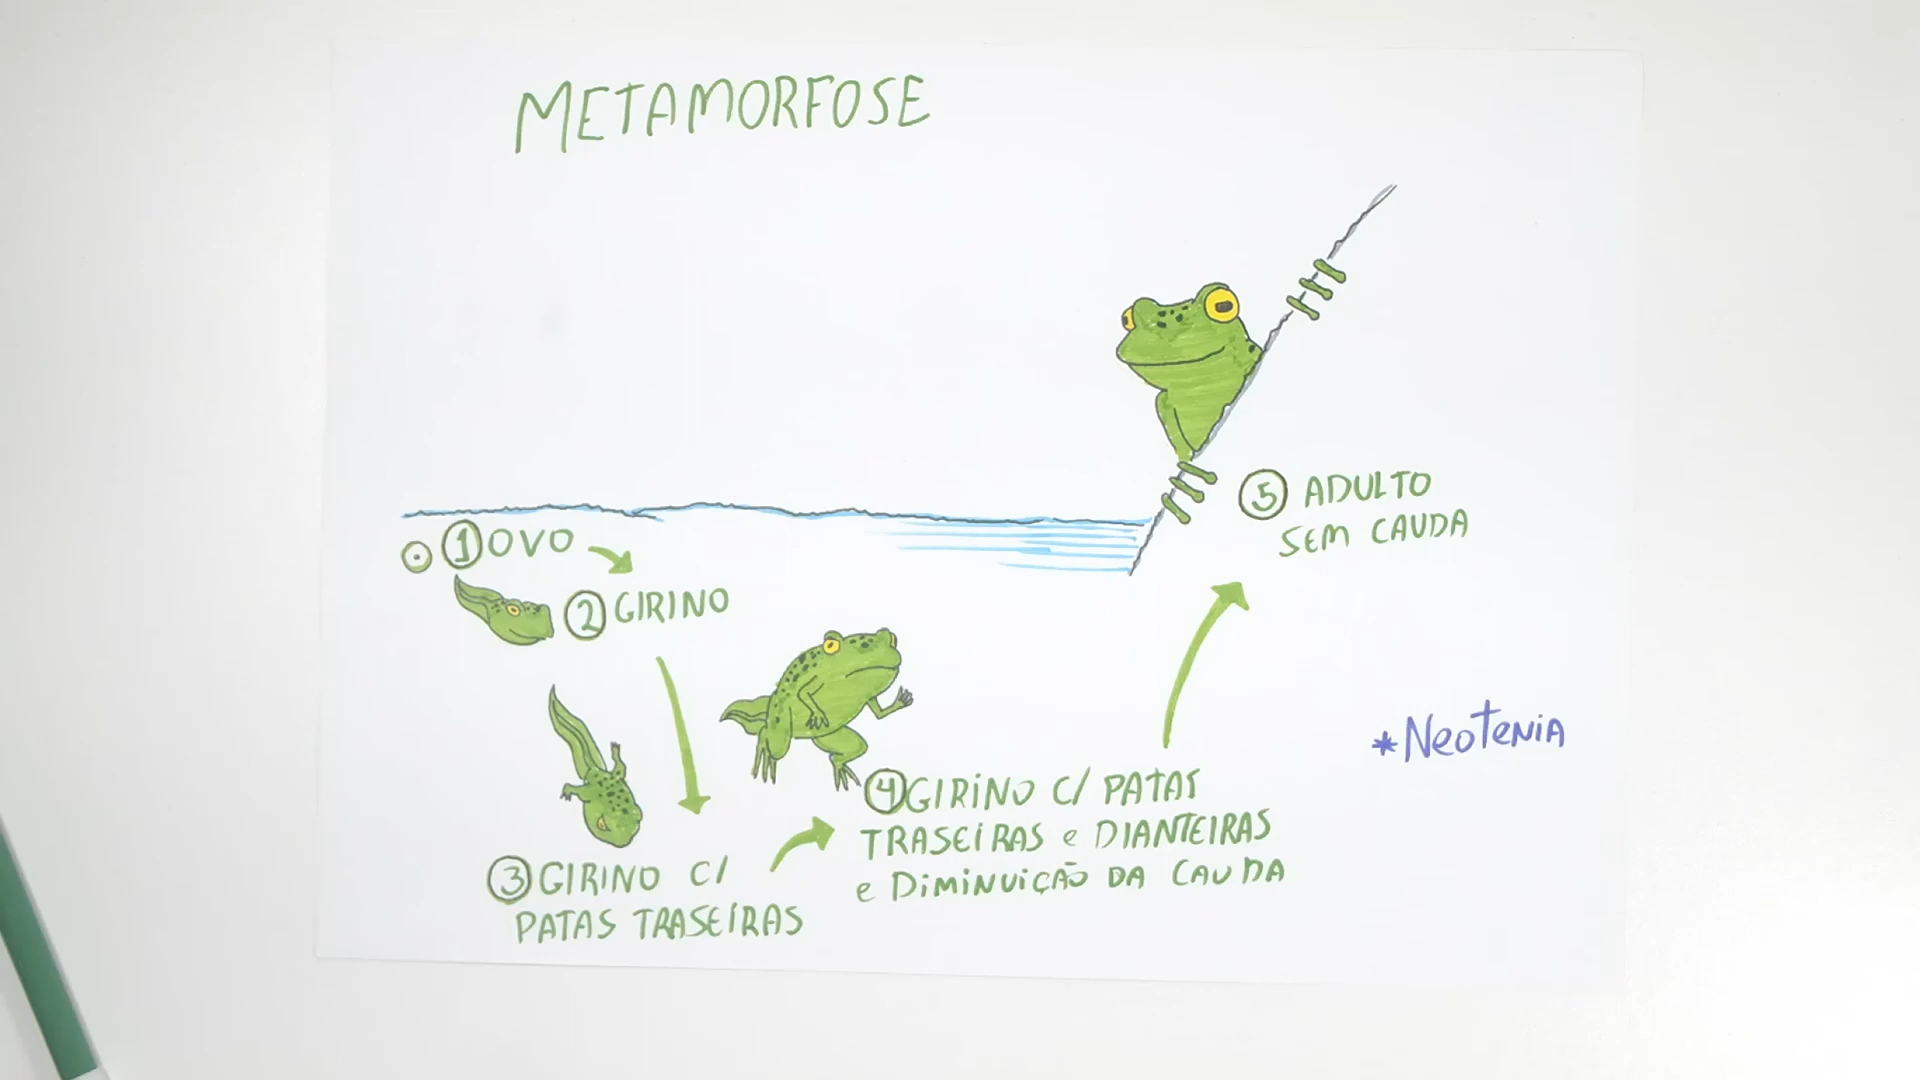 METAMORFOSE
1 OVO
2 GIRINO
3 GIRINO C/
PATAS TRASEIRAS
4 GIRINO C/ PATAS
TRASEIRAS e DIANTEIRAS
e DIMINUIÇÃO DA CAUDA
5 ADULTO
SEM CAUDA
*NEOTENIA